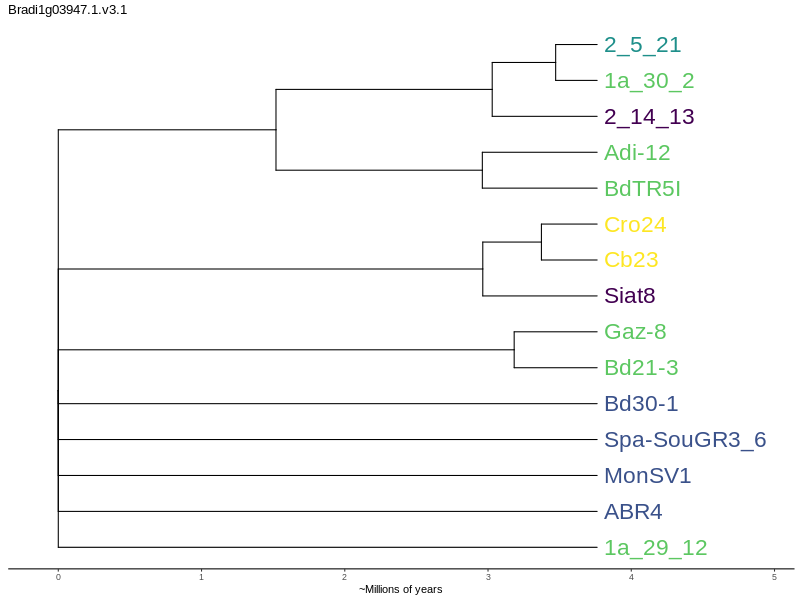 Bradi1g03947.1.v3.1
2_5_21
1a_30_2
2_14_13
Adi-12
BdTR5I
Cro24
Cb23
Siat8
Gaz-8
Bd21-3
Bd30-1
Spa-SouGR3_6
MonSV1
ABR4
1a_29_12
0 1 2 3 4 5
~Millions of years